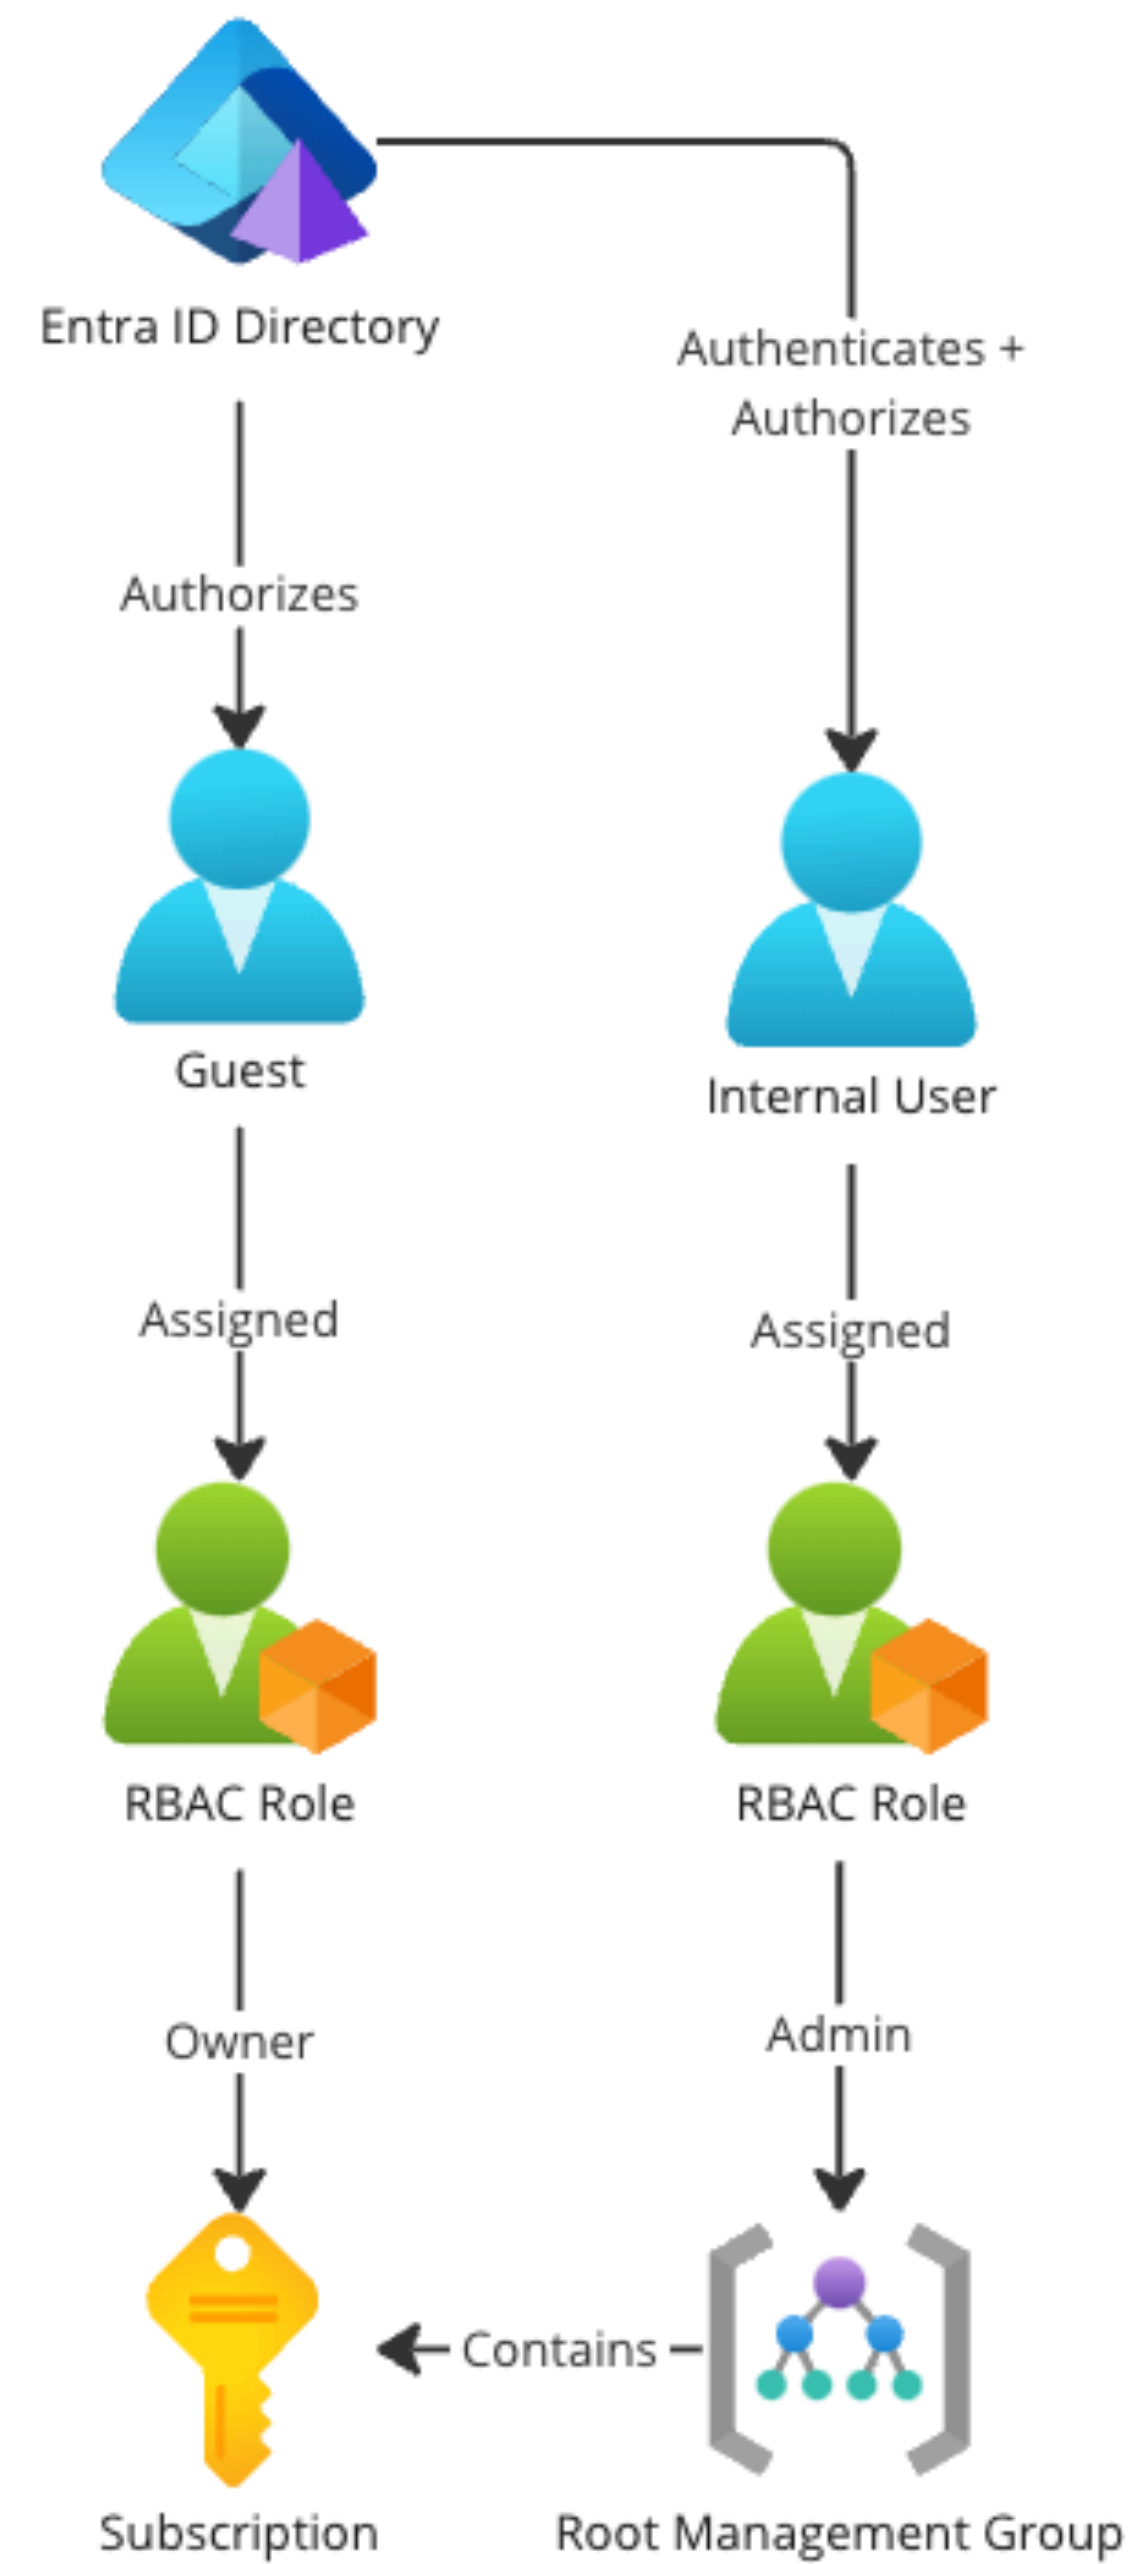 Entra ID Directory
Authenticates +
Authorizes
Authorizes
Guest
Internal User
Assigned
Assigned
RBAC Role
RBAC Role
Owner
Admin
Contains
Subscription
Root Management Group